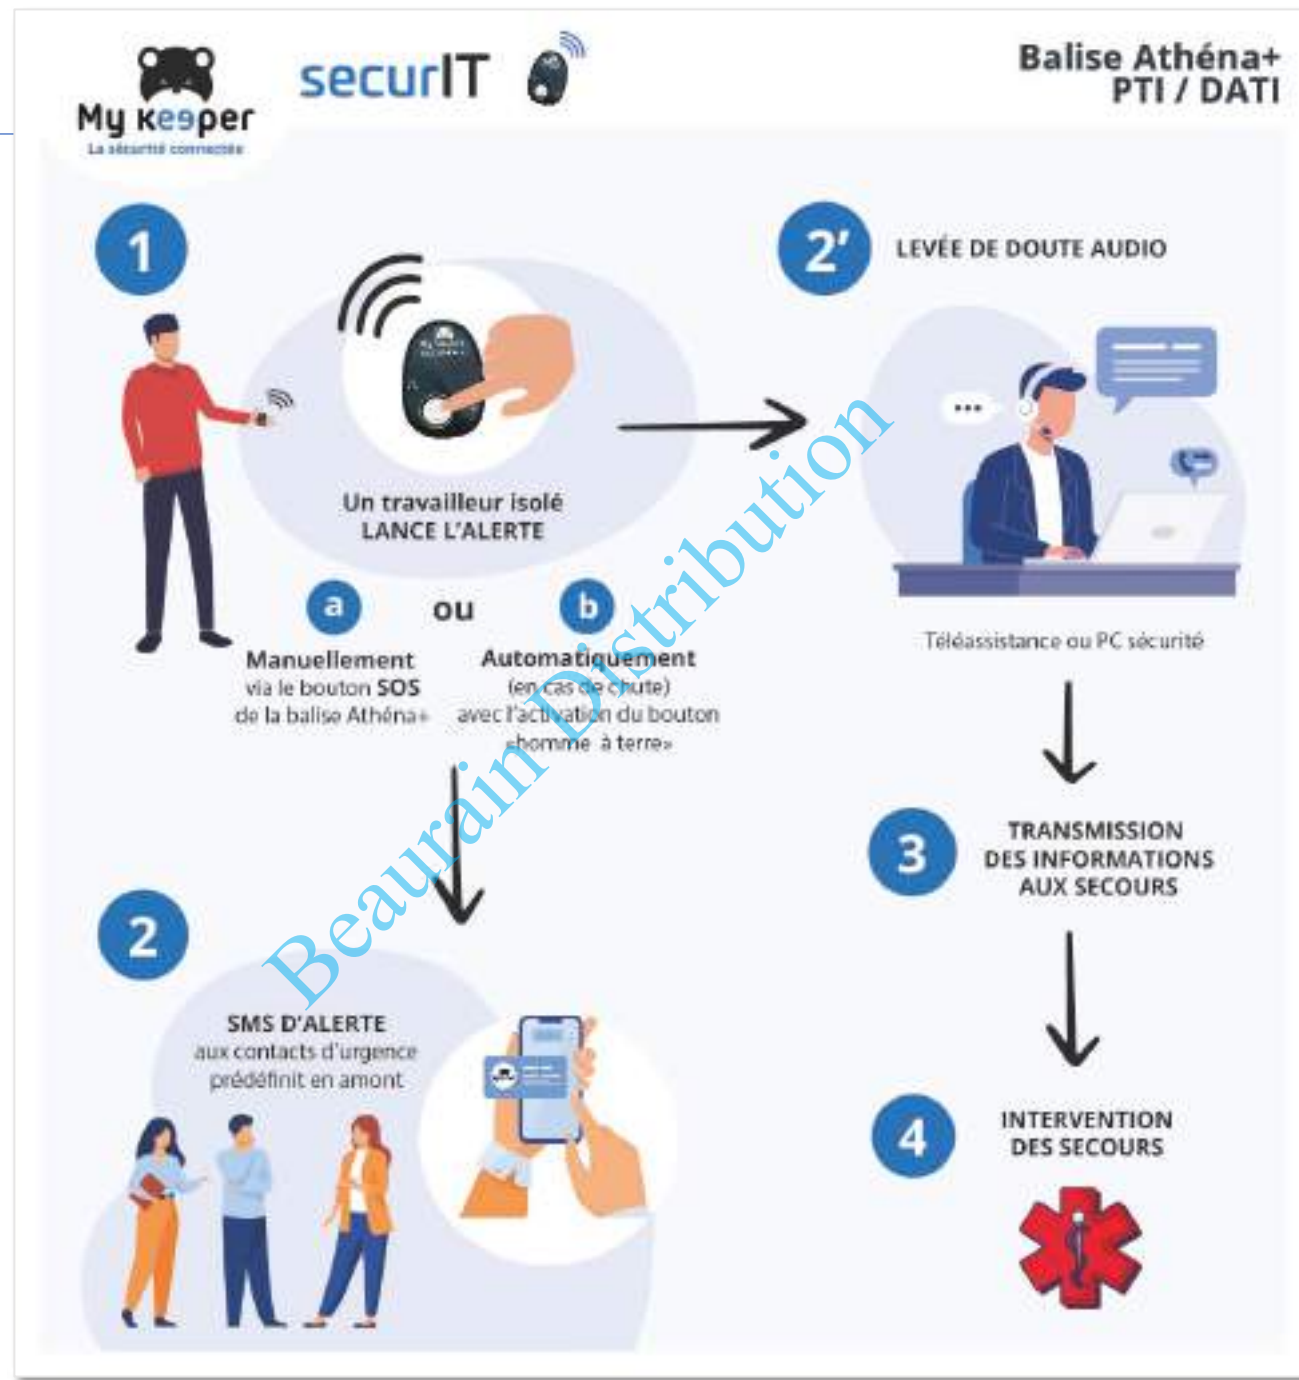 My Keeper
La sécurité connectée
securIT
Balise Athéna+
PTI / DATI
1
Un travailleur isolé
LANCE L'ALERTE
a
ou
b
Manuellement
via le bouton SOS
de la balise Athéna+
Automatiquement
(en cas de chute)
avec l'activation du bouton
«homme à terre»
2
SMS D'ALERTE
aux contacts d'urgence
prédéfinit en amont
2'
LEVÉE DE DOUTE AUDIO
Téléassistance ou PC sécurité
3
TRANSMISSION
DES INFORMATIONS
AUX SECOURS
4
INTERVENTION
DES SECOURS
Beaurain Distribution